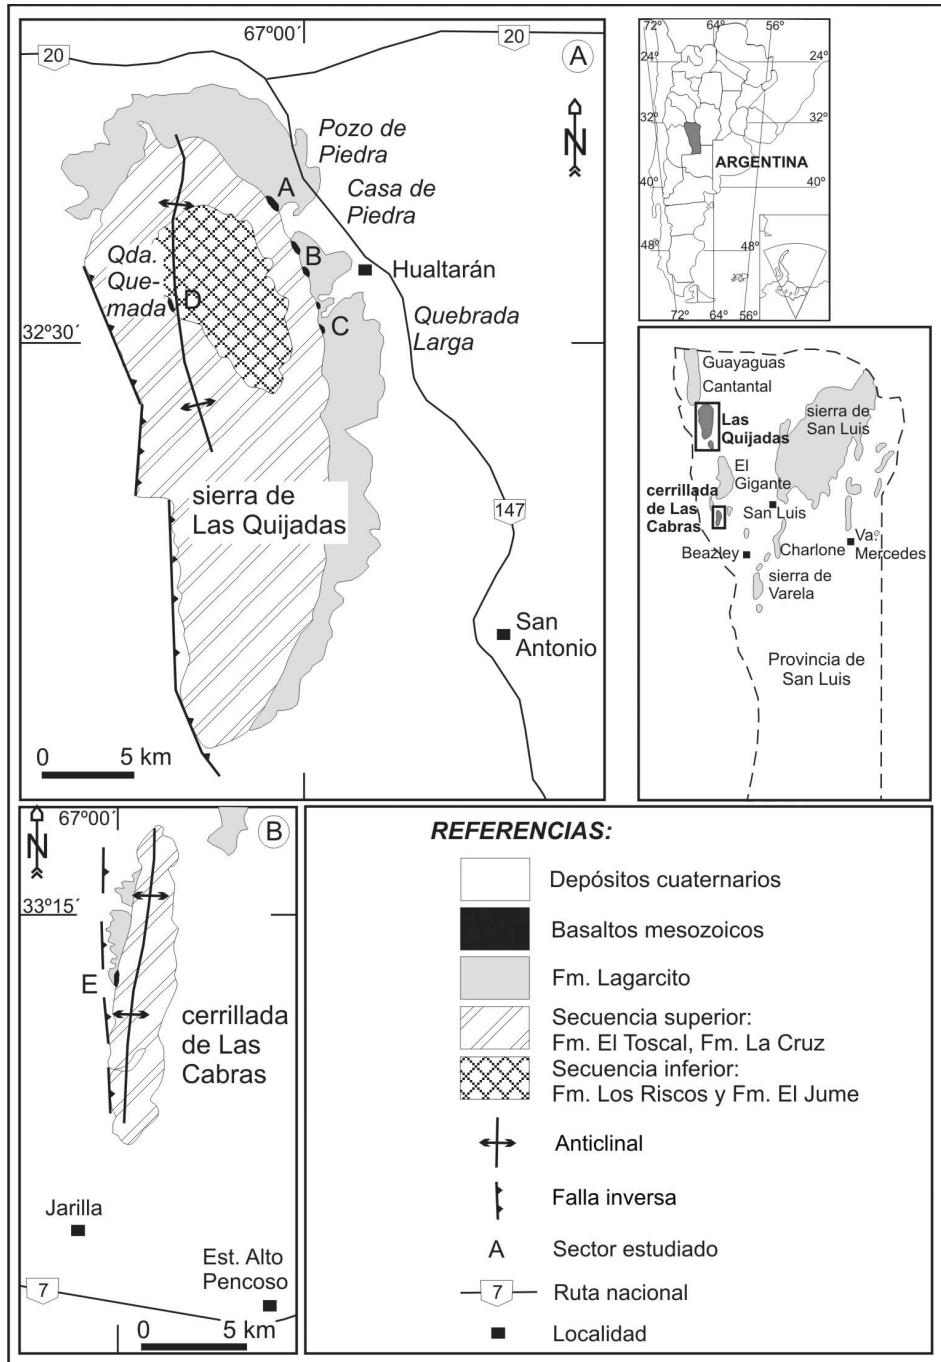 67º00´
20
20
A
N
Pozo de
Piedra
A
Casa de
Piedra
B
Qda.
Que-
mada
D
Hualtarán
C
Quebrada
Larga
32º30´
sierra de
Las Quijadas
147
San
Antonio
0
5 km
72º
64º
56º
24º
24º
32º
32º
ARGENTINA
40º
40º
48º
48º
72º
64º
56º
Guayaguas
Cantantal
sierra de
San Luis
Las
Quijadas
El
Gigante
cerrillada
de Las
Cabras
San Luis
Va.
Mercedes
Beazley
Charlone
sierra de
Varela
Provincia de
San Luis
67º00´
N
B
33º15´
E
cerrillada
de Las
Cabras
Jarilla
Est. Alto
Pencoso
7
0
5 km
REFERENCIAS:
Depósitos cuaternarios
Basaltos mesozoicos
Fm. Lagarcito
Secuencia superior:
Fm. El Toscal, Fm. La Cruz
Secuencia inferior:
Fm. Los Riscos y Fm. El Jume
Anticlinal
Falla inversa
A
Sector estudiado
7
Ruta nacional
Localidad